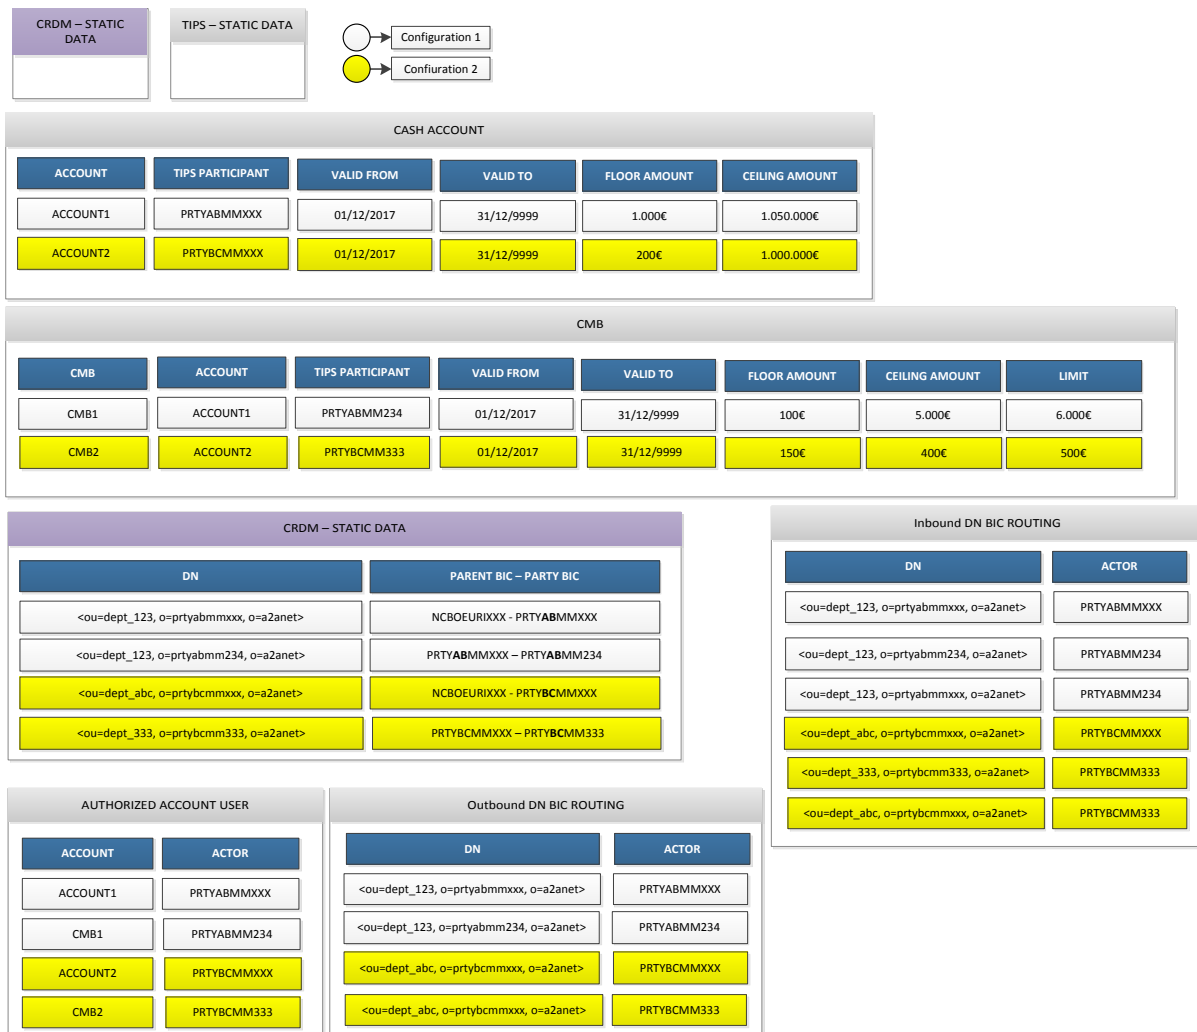 CRDM – STATIC
DATA
TIPS – STATIC DATA
Configuration 1
Confiuration 2
CASH ACCOUNT
ACCOUNT TIPS PARTICIPANT VALID FROM VALID TO FLOOR AMOUNT CEILING AMOUNT
ACCOUNT1 PRTYABMMXXX 01/12/2017 31/12/9999 1.000€ 1.050.000€
ACCOUNT2 PRTYBCMMXXX 01/12/2017 31/12/9999 200€ 1.000.000€
CMB
CMB ACCOUNT TIPS PARTICIPANT VALID FROM VALID TO FLOOR AMOUNT CEILING AMOUNT LIMIT
CMB1 ACCOUNT1 PRTYABMM234 01/12/2017 31/12/9999 100€ 5.000€ 6.000€
CMB2 ACCOUNT2 PRTYBCMM333 01/12/2017 31/12/9999 150€ 400€ 500€
CRDM – STATIC DATA
DN PARENT BIC – PARTY BIC
<ou=dept_123, o=prtyabmmxxx, o=a2anet> NCBOEURIXXX - PRTYABMMXXX
<ou=dept_123, o=prtyabmm234, o=a2anet> PRTYABMMXXX – PRTYABMM234
<ou=dept_abc, o=prtybcmmxxx, o=a2anet> NCBOEURIXXX - PRTYBCMMXXX
<ou=dept_333, o=prtybcmm333, o=a2anet> PRTYBCMMXXX – PRTYBCMM333
Inbound DN BIC ROUTING
DN ACTOR
<ou=dept_123, o=prtyabmmxxx, o=a2anet> PRTYABMMXXX
<ou=dept_123, o=prtyabmm234, o=a2anet> PRTYABMM234
<ou=dept_123, o=prtyabmmxxx, o=a2anet> PRTYABMM234
<ou=dept_abc, o=prtybcmmxxx, o=a2anet> PRTYBCMMXXX
<ou=dept_333, o=prtybcmm333, o=a2anet> PRTYBCMM333
<ou=dept_abc, o=prtybcmmxxx, o=a2anet> PRTYBCMM333
AUTHORIZED ACCOUNT USER
ACCOUNT ACTOR
ACCOUNT1 PRTYABMMXXX
CMB1 PRTYABMM234
ACCOUNT2 PRTYBCMMXXX
CMB2 PRTYBCMM333
Outbound DN BIC ROUTING
DN ACTOR
<ou=dept_123, o=prtyabmmxxx, o=a2anet> PRTYABMMXXX
<ou=dept_123, o=prtyabmm234, o=a2anet> PRTYABMM234
<ou=dept_abc, o=prtybcmmxxx, o=a2anet> PRTYBCMMXXX
<ou=dept_abc, o=prtybcmmxxx, o=a2anet> PRTYBCMM333